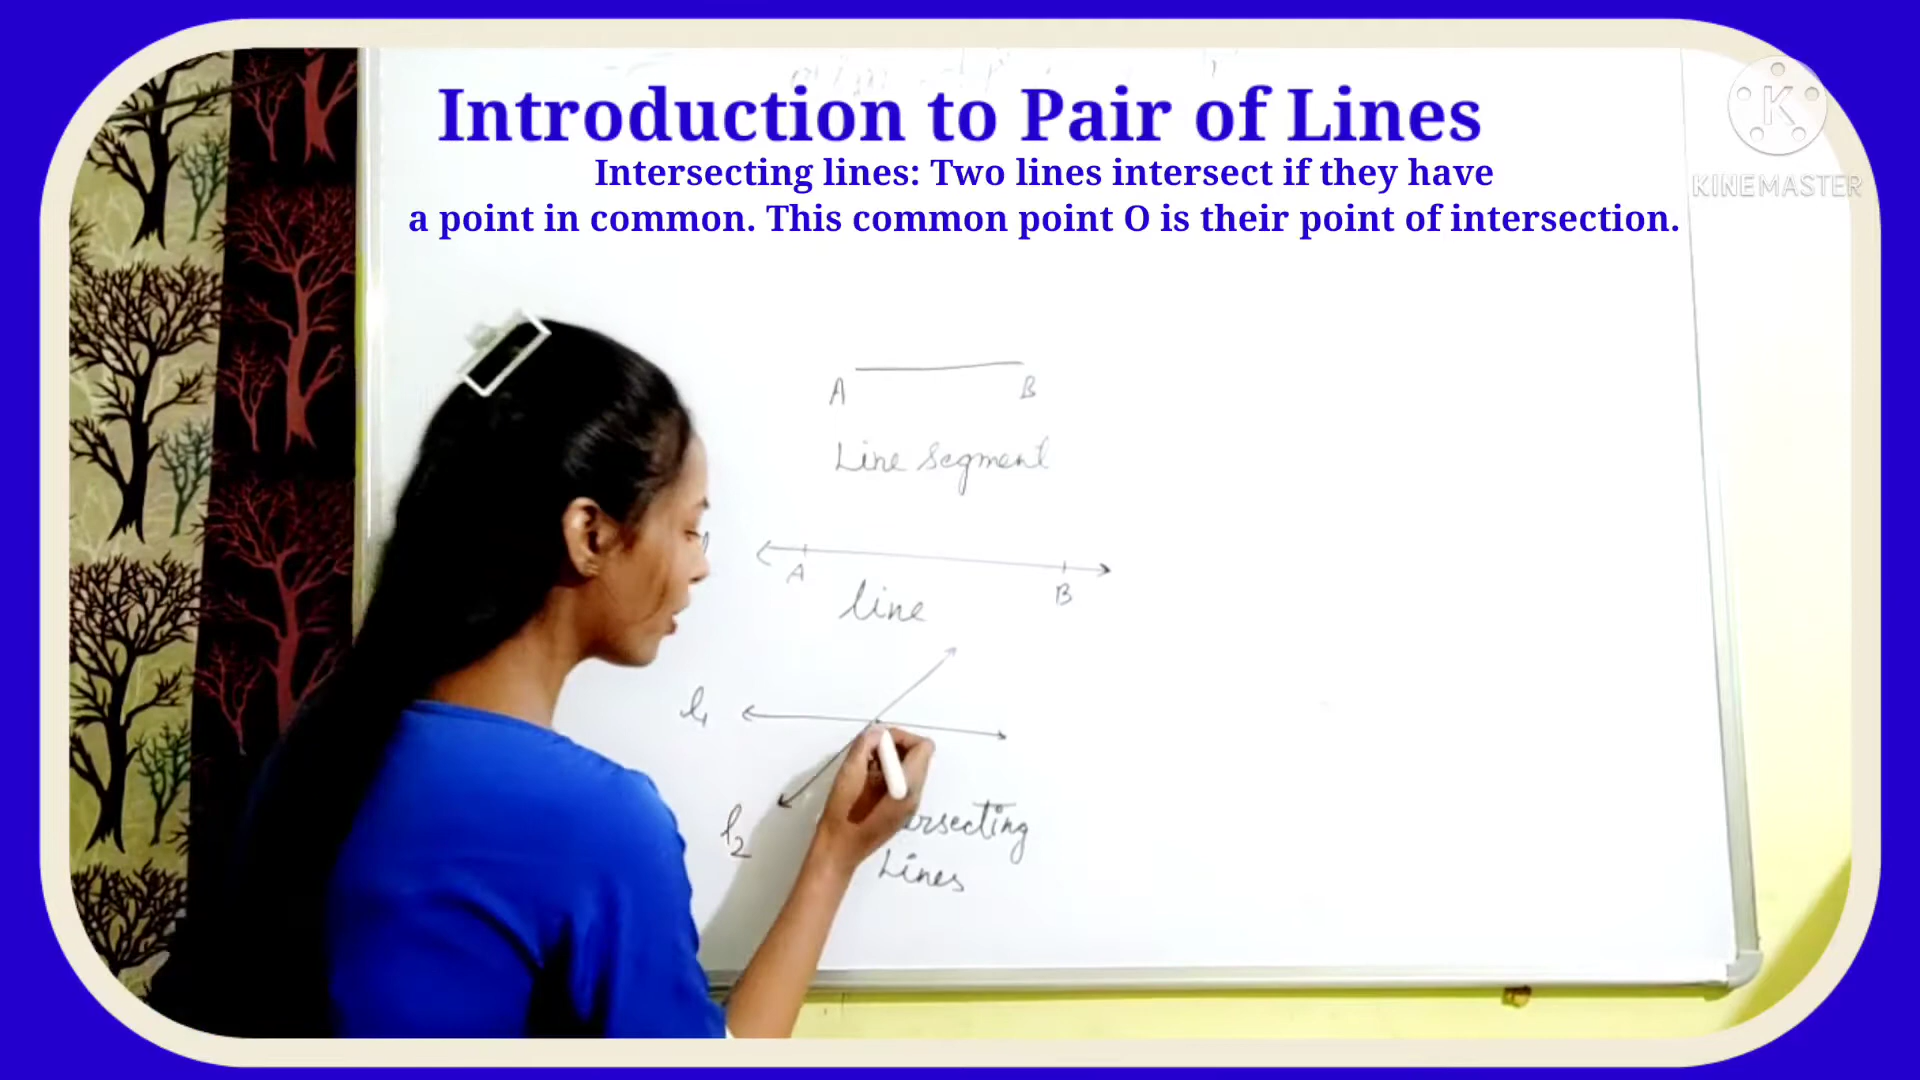 Introduction to Pair of Lines
Intersecting lines: Two lines intersect if they have
a point in common. This common point O is their point of intersection.
KINEMASTER
A B
Line Segment
A B
line
l1
l2
ersecting
Lines